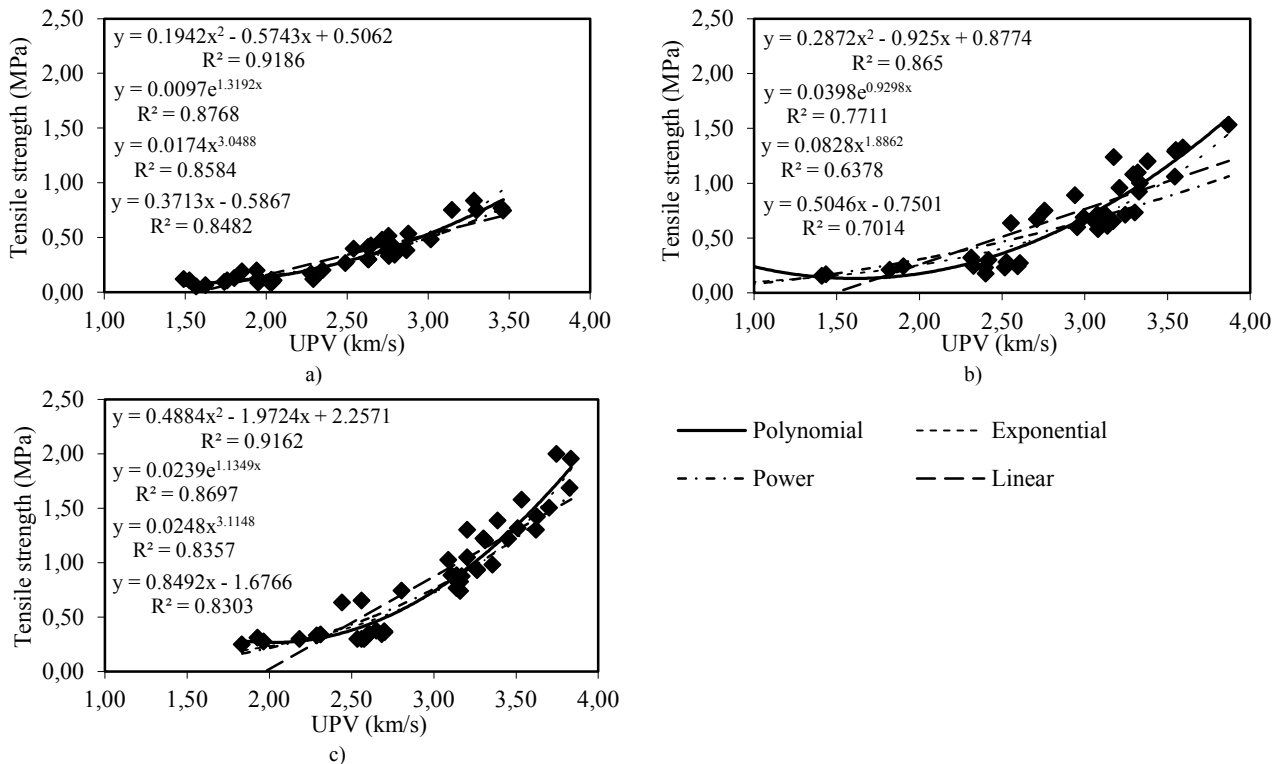 Tensile strength (MPa)
2,50
2,00
1,50
1,00
0,50
0,00
y = 0.1942x² - 0.5743x + 0.5062
R² = 0.9186
y = 0.0097e^1.3192x
R² = 0.8768
y = 0.0174x^3.0488
R² = 0.8584
y = 0.3713x - 0.5867
R² = 0.8482
1,00 1,50 2,00 2,50 3,00 3,50 4,00
UPV (km/s)
a)
Tensile strength (MPa)
2,50
2,00
1,50
1,00
0,50
0,00
y = 0.2872x² - 0.925x + 0.8774
R² = 0.865
y = 0.0398e^0.9298x
R² = 0.7711
y = 0.0828x^1.8862
R² = 0.6378
y = 0.5046x - 0.7501
R² = 0.7014
1,00 1,50 2,00 2,50 3,00 3,50 4,00
UPV (km/s)
b)
Tensile strength (MPa)
2,50
2,00
1,50
1,00
0,50
0,00
y = 0.4884x² - 1.9724x + 2.2571
R² = 0.9162
y = 0.0239e^1.1349x
R² = 0.8697
y = 0.0248x^3.1148
R² = 0.8357
y = 0.8492x - 1.6766
R² = 0.8303
1,00 1,50 2,00 2,50 3,00 3,50 4,00
UPV (km/s)
c)
Polynomial Exponential
Power Linear